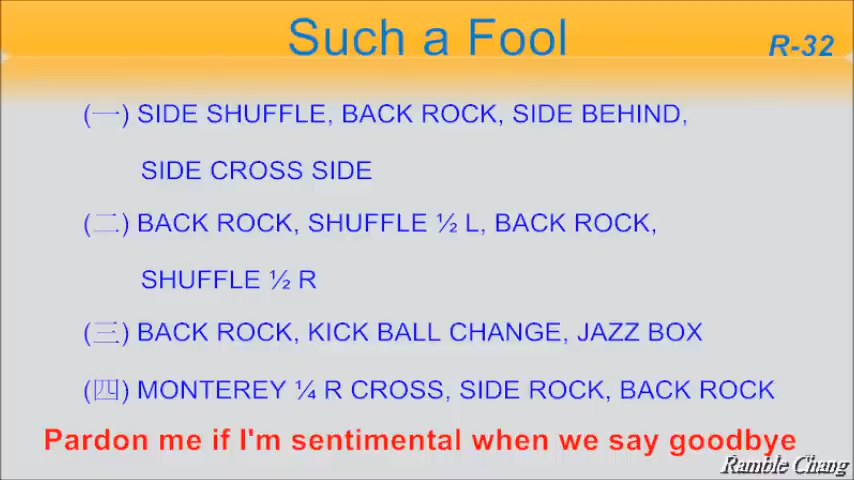 Such a Fool
R-32
(一) SIDE SHUFFLE, BACK ROCK, SIDE BEHIND,
SIDE CROSS SIDE
(二) BACK ROCK, SHUFFLE ½ L, BACK ROCK,
SHUFFLE ½ R
(三) BACK ROCK, KICK BALL CHANGE, JAZZ BOX
(四) MONTEREY ¼ R CROSS, SIDE ROCK, BACK ROCK
Pardon me if I'm sentimental when we say goodbye
Ramble Chang